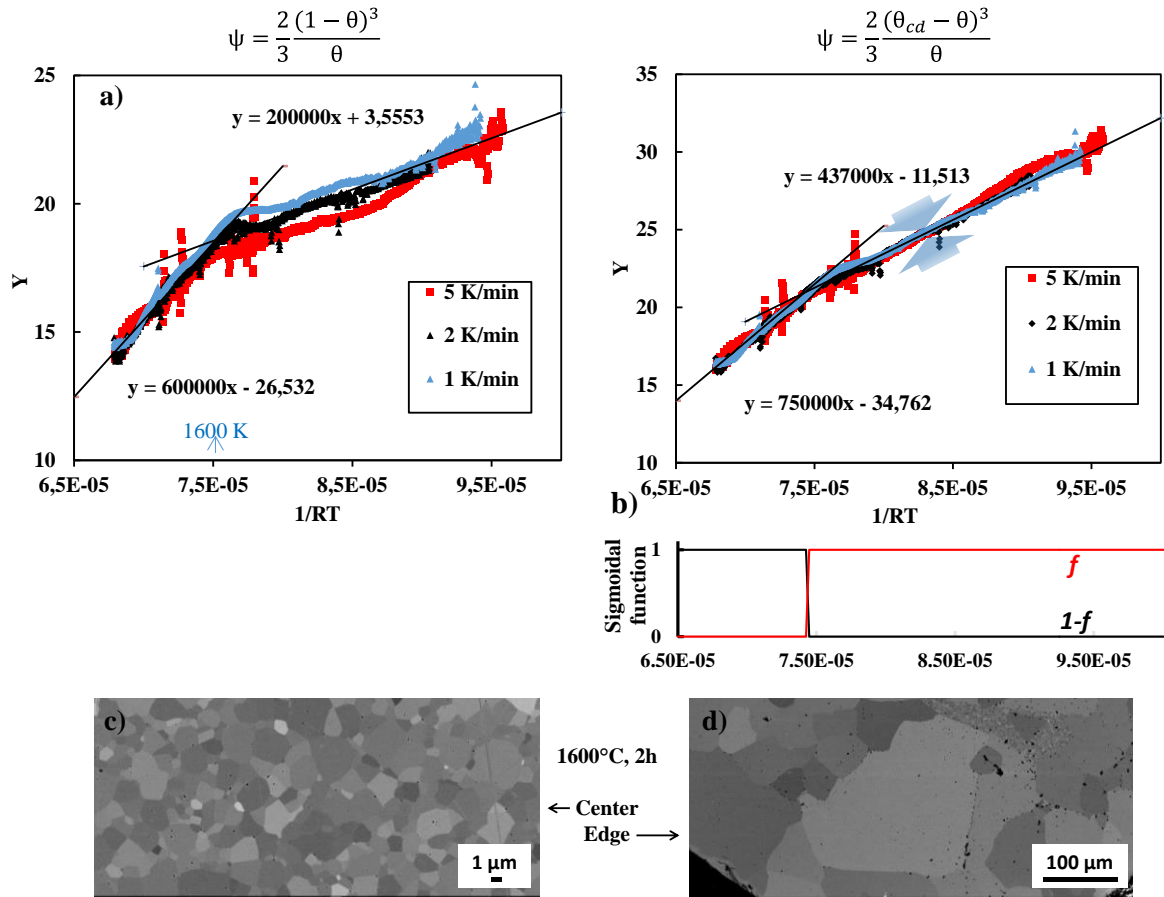 ψ = 2/3 (1 − θ)³/θ
a)
25
20
15
10
Y
y = 200000x + 3,5553
y = 600000x - 26,532
5 K/min
2 K/min
1 K/min
1600 K
6,5E-05 7,5E-05 8,5E-05 9,5E-05
1/RT
ψ = 2/3 (θcd − θ)³/θ
35
30
25
20
15
10
Y
y = 437000x - 11,513
y = 750000x - 34,762
5 K/min
2 K/min
1 K/min
6,5E-05 7,5E-05 8,5E-05 9,5E-05
1/RT
b)
Sigmoidal
function
1
0
f
1-f
6.50E-05 7.50E-05 8.50E-05 9.50E-05
c)
1 µm
1600°C, 2h
← Center
Edge →
d)
100 µm